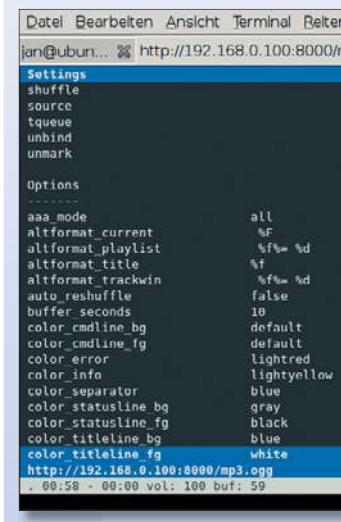 Datei Bearbeiten Ansicht Terminal Reiter
jan@ubun... http://192.168.0.100:8000/
Settings
shuffle
source
tqueue
unbind
unmark
Options
-------
aaa_mode all
altformat_current %F
altformat_playlist %f%= %d
altformat_title %f
altformat_trackwin %f%= %d
auto_reshuffle false
buffer_seconds 10
color_cmdline_bg default
color_cmdline_fg default
color_error lightred
color_info lightyellow
color_separator blue
color_statusline_bg gray
color_statusline_fg black
color_titleline_bg blue
color_titleline_fg white
http://192.168.0.100:8000/mp3.ogg
. 00:58 - 00:00 vol: 100 buf: 59